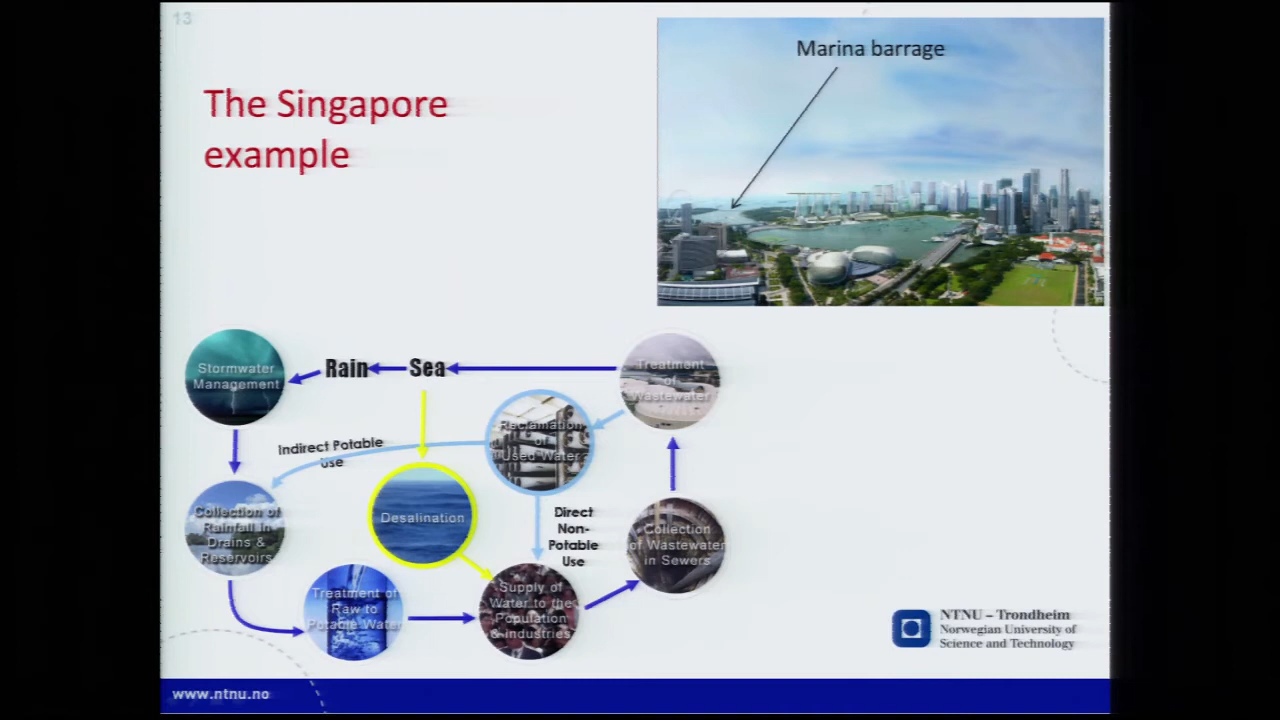 13
The Singapore
example
Marina barrage
Stormwater
Management
Rain
Sea
Treatment
of
Wastewater
Reclamation
of
Used Water
Indirect Potable
use
Collection of
Rainfall in
Drains &
Reservoirs
Desalination
Direct
Non-
Potable
Use
Collection
of Wastewater
in Sewers
Treatment of
Raw to
Potable Water
Supply of
Water to the
Population
& industries
NTNU – Trondheim
Norwegian University of
Science and Technology
www.ntnu.no